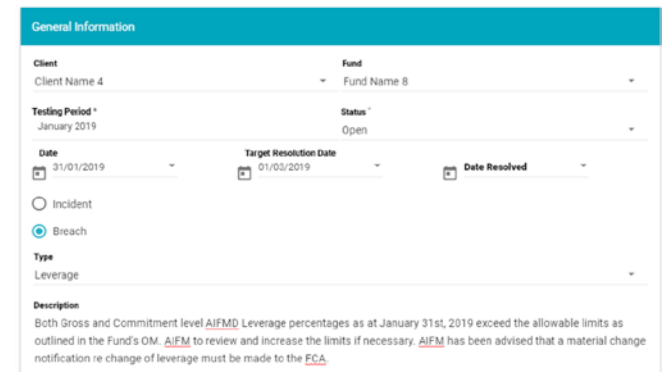 General Information
Client Fund
Client Name 4 Fund Name 8
Testing Period * Status *
January 2019 Open
Date Target Resolution Date
31/01/2019 01/03/2019 Date Resolved
Incident
Breach
Type
Leverage
Description
Both Gross and Commitment level AIFMD Leverage percentages as at January 31st, 2019 exceed the allowable limits as
outlined in the Fund's OM. AIFM to review and increase the limits if necessary. AIFM has been advised that a material change
notification re change of leverage must be made to the FCA.